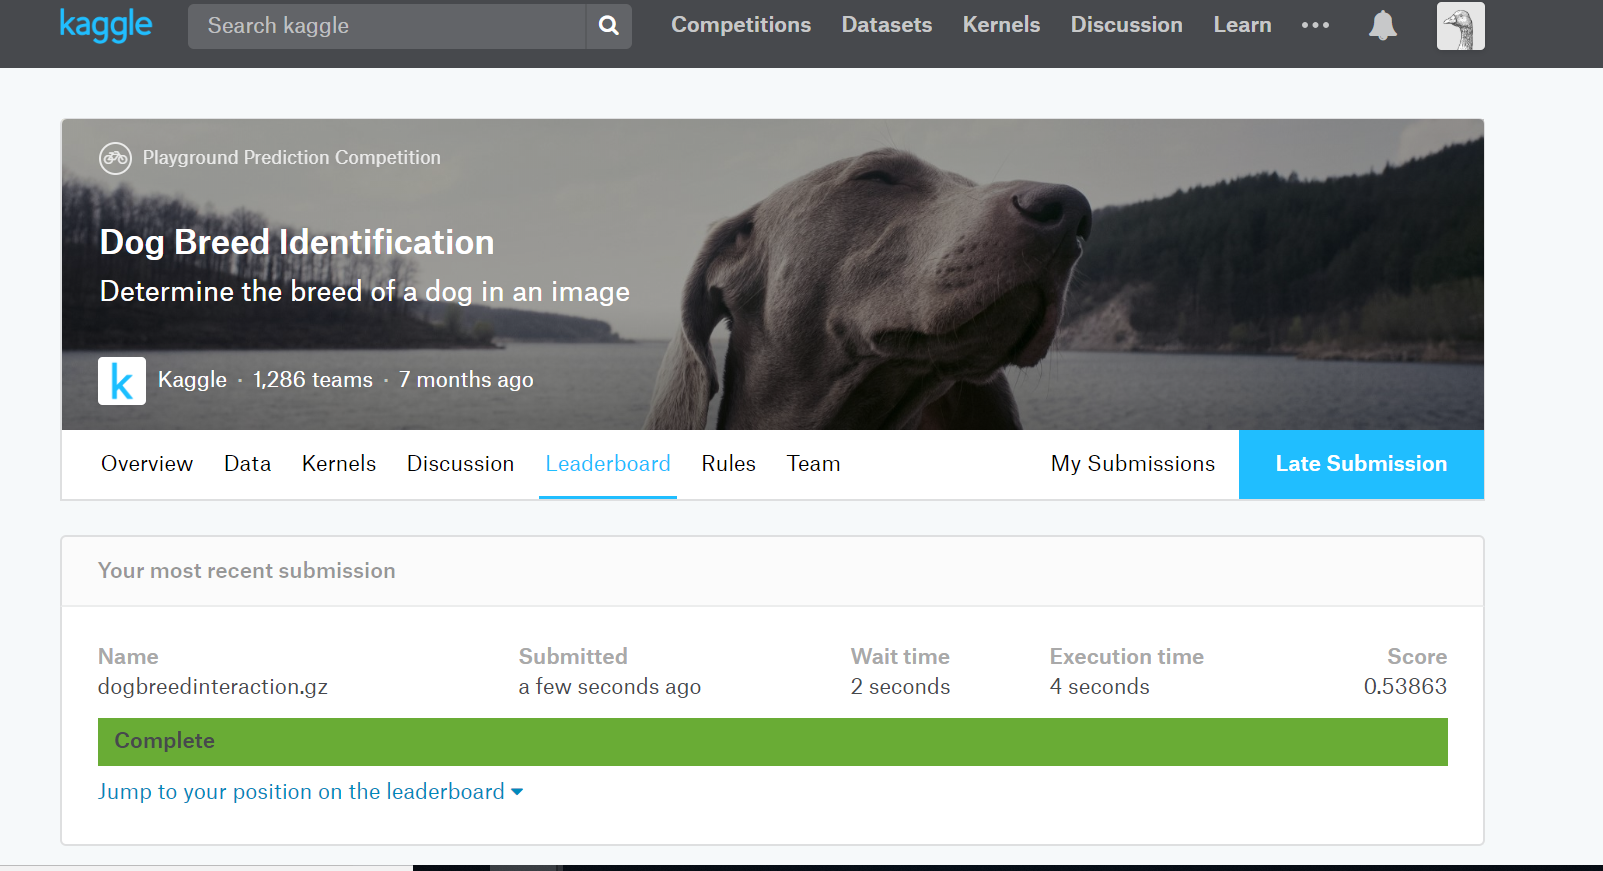 kaggle Search kaggle Competitions Datasets Kernels Discussion Learn
Playground Prediction Competition
Dog Breed Identification
Determine the breed of a dog in an image
k Kaggle · 1,286 teams · 7 months ago
Overview Data Kernels Discussion Leaderboard Rules Team My Submissions Late Submission
Your most recent submission
Name Submitted Wait time Execution time Score
dogbreedinteraction.gz a few seconds ago 2 seconds 4 seconds 0.53863
Complete
Jump to your position on the leaderboard